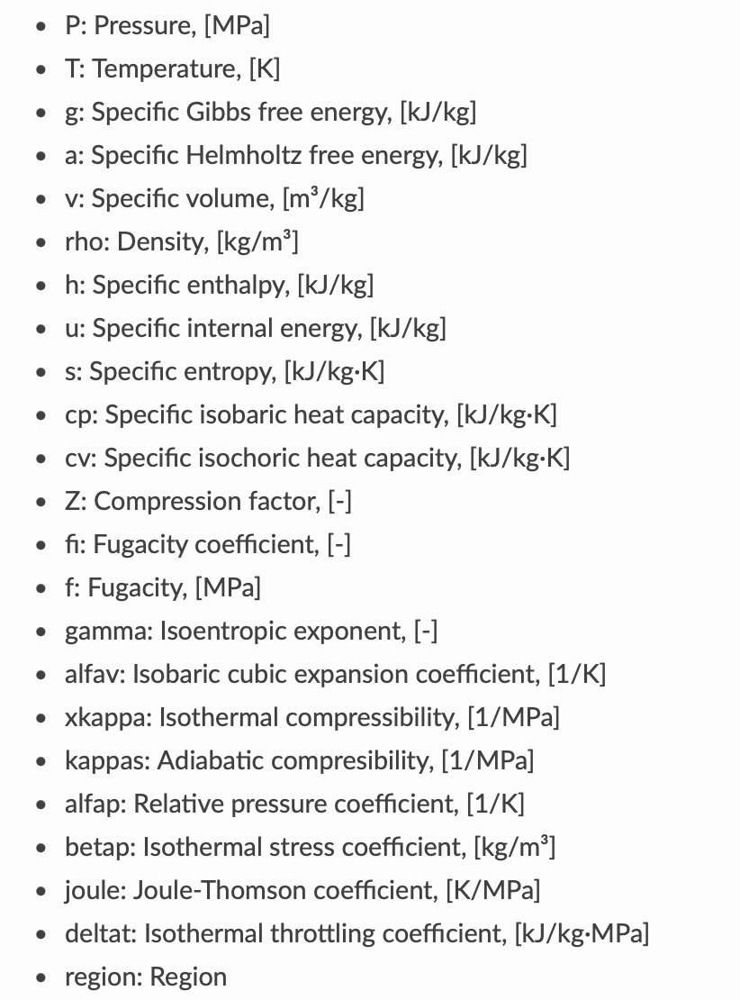 • P: Pressure, [MPa]
• T: Temperature, [K]
• g: Specific Gibbs free energy, [kJ/kg]
• a: Specific Helmholtz free energy, [kJ/kg]
• v: Specific volume, [m³/kg]
• rho: Density, [kg/m³]
• h: Specific enthalpy, [kJ/kg]
• u: Specific internal energy, [kJ/kg]
• s: Specific entropy, [kJ/kg·K]
• cp: Specific isobaric heat capacity, [kJ/kg·K]
• cv: Specific isochoric heat capacity, [kJ/kg·K]
• Z: Compression factor, [-]
• fi: Fugacity coefficient, [-]
• f: Fugacity, [MPa]
• gamma: Isoentropic exponent, [-]
• alfav: Isobaric cubic expansion coefficient, [1/K]
• xkappa: Isothermal compressibility, [1/MPa]
• kappas: Adiabatic compresibility, [1/MPa]
• alfap: Relative pressure coefficient, [1/K]
• betap: Isothermal stress coefficient, [kg/m³]
• joule: Joule-Thomson coefficient, [K/MPa]
• deltat: Isothermal throttling coefficient, [kJ/kg·MPa]
• region: Region